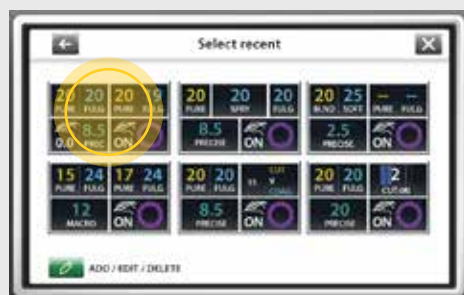 Select recent
20 20 20 9 20 20 20 20 25 -- --
PURE FULG PURE FULG PURE SPRY FULG BLND SOFT PURE FULG
0.0 8.5 PREC ON 8.5 PRECISE ON 2.5 PRECISE ON
15 24 17 24 20 20 CUT 20 20 2
PURE FULG PURE FULG PURE FULG PURE FULG
12 MACRO ON 8.5 PRECISE ON 20 PRECISE ON
ADD / EDIT / DELETE